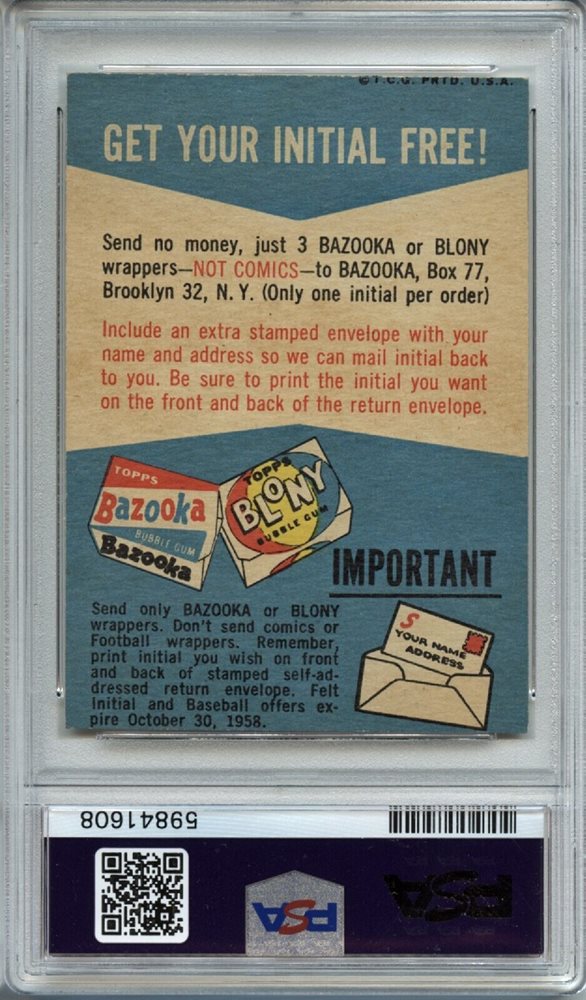 © T.C.G. PRTD. U.S.A.
GET YOUR INITIAL FREE!
Send no money, just 3 BAZOOKA or BLONY
wrappers—NOT COMICS—to BAZOOKA, Box 77,
Brooklyn 32, N. Y. (Only one initial per order)
Include an extra stamped envelope with your
name and address so we can mail initial back
to you. Be sure to print the initial you want
on the front and back of the return envelope.
TOPPS
Bazooka
BUBBLE GUM
Bazooka
TOPPS
BLONY
BUBBLE GUM
IMPORTANT
Send only BAZOOKA or BLONY
wrappers. Don't send comics or
Football wrappers. Remember,
print initial you wish on front
and back of stamped self-ad-
dressed return envelope. Felt
Initial and Baseball offers ex-
pire October 30, 1958.
S
YOUR NAME
ADDRESS
59841608
PSA
PSA